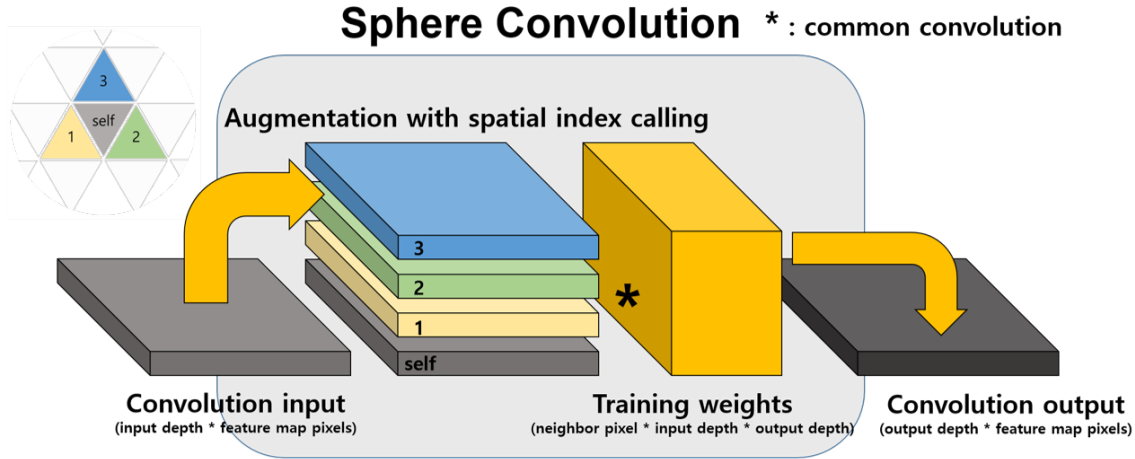 Sphere Convolution * : common convolution
3
self
1 2
Augmentation with spatial index calling
3
2
1
self
*
Convolution input
(input depth * feature map pixels)
Training weights
(neighbor pixel * input depth * output depth)
Convolution output
(output depth * feature map pixels)